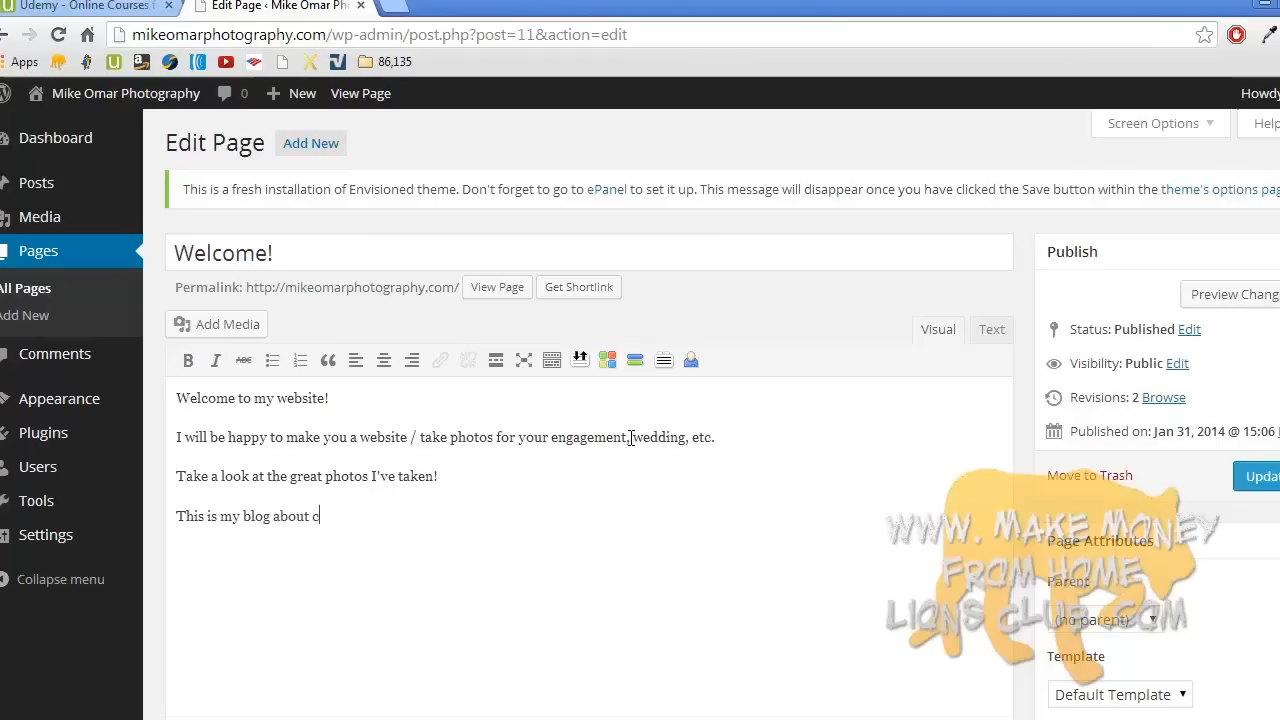 Udemy - Online Courses f
Edit Page ‹ Mike Omar Pho
mikeomarphotography.com/wp-admin/post.php?post=11&action=edit
Apps
86,135
Mike Omar Photography 0 New View Page Howdy
Dashboard
Posts
Media
Pages
All Pages
Add New
Comments
Appearance
Plugins
Users
Tools
Settings
Collapse menu
Screen Options Help
Edit Page Add New
This is a fresh installation of Envisioned theme. Don't forget to go to ePanel to set it up. This message will disappear once you have clicked the Save button within the theme's options pag
Welcome!
Permalink: http://mikeomarphotography.com/ View Page Get Shortlink
Add Media
Visual Text
B I ABC
Welcome to my website!
I will be happy to make you a website / take photos for your engagement, wedding, etc.
Take a look at the great photos I've taken!
This is my blog about c
Publish
Preview Chang
Status: Published Edit
Visibility: Public Edit
Revisions: 2 Browse
Published on: Jan 31, 2014 @ 15:06
Move to Trash Updat
Page Attributes
Parent
(no parent)
Template
Default Template
www. Make Money
From Home
Lions Club .com